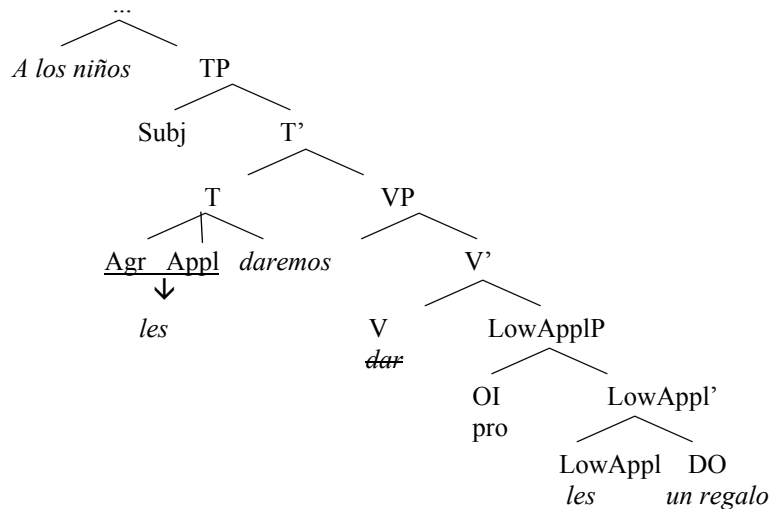 ...
A los niños TP
Subj T’
T VP
Agr Appl daremos V’
les V LowApplP
dar
OI LowAppl’
pro
LowAppl DO
les un regalo